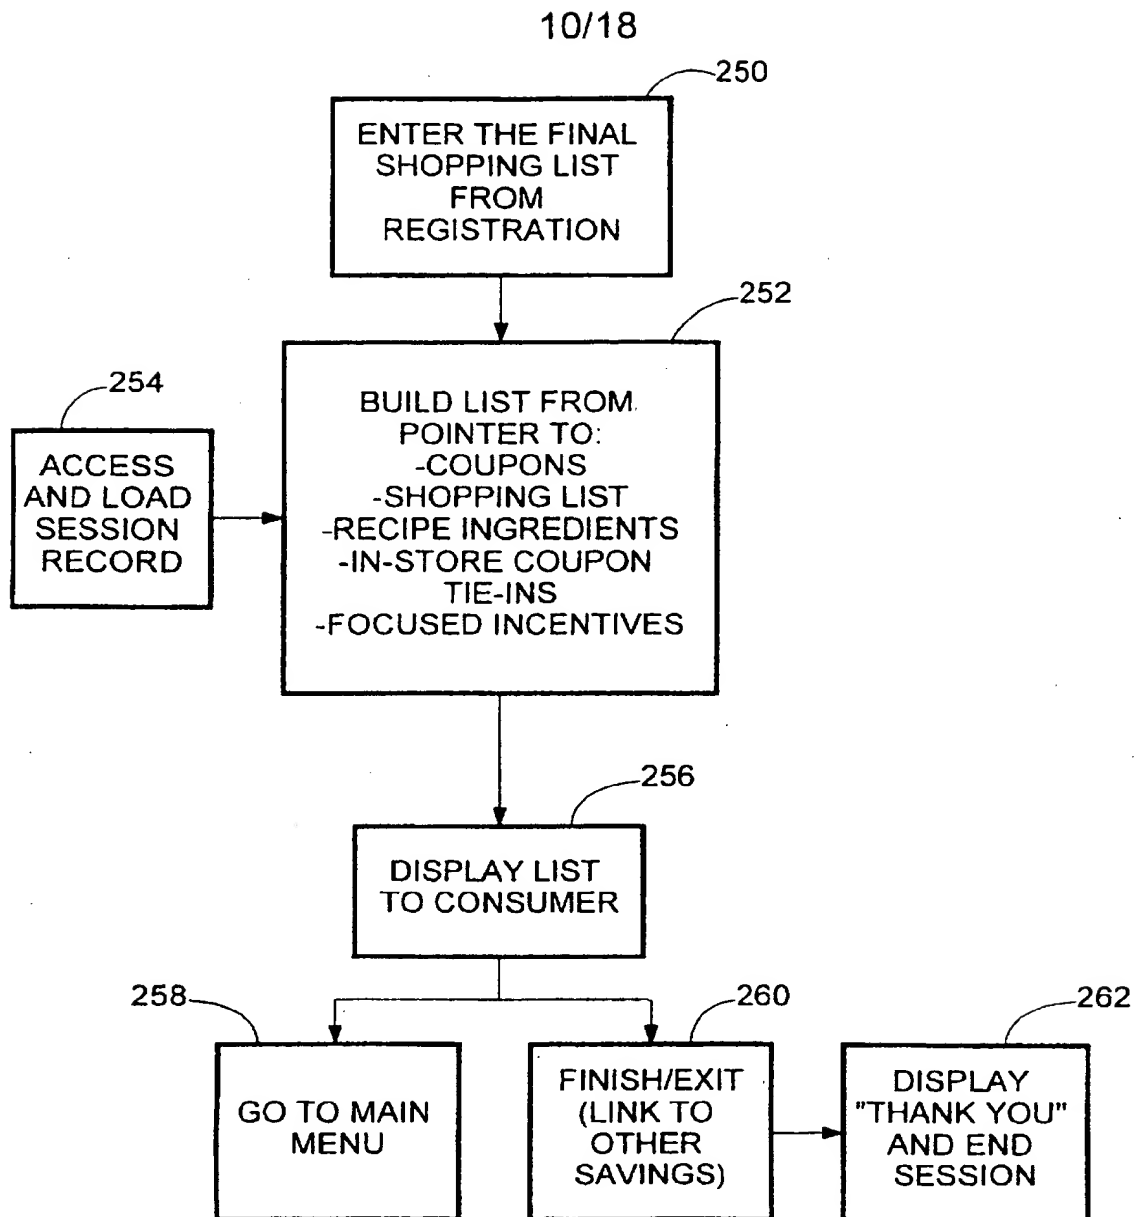 10/18
250
ENTER THE FINAL
SHOPPING LIST
FROM
REGISTRATION
252
BUILD LIST FROM
POINTER TO:
-COUPONS
-SHOPPING LIST
-RECIPE INGREDIENTS
-IN-STORE COUPON
TIE-INS
-FOCUSED INCENTIVES
254
ACCESS
AND LOAD
SESSION
RECORD
256
DISPLAY LIST
TO CONSUMER
258
GO TO MAIN
MENU
260
FINISH/EXIT
(LINK TO
OTHER
SAVINGS)
262
DISPLAY
"THANK YOU"
AND END
SESSION